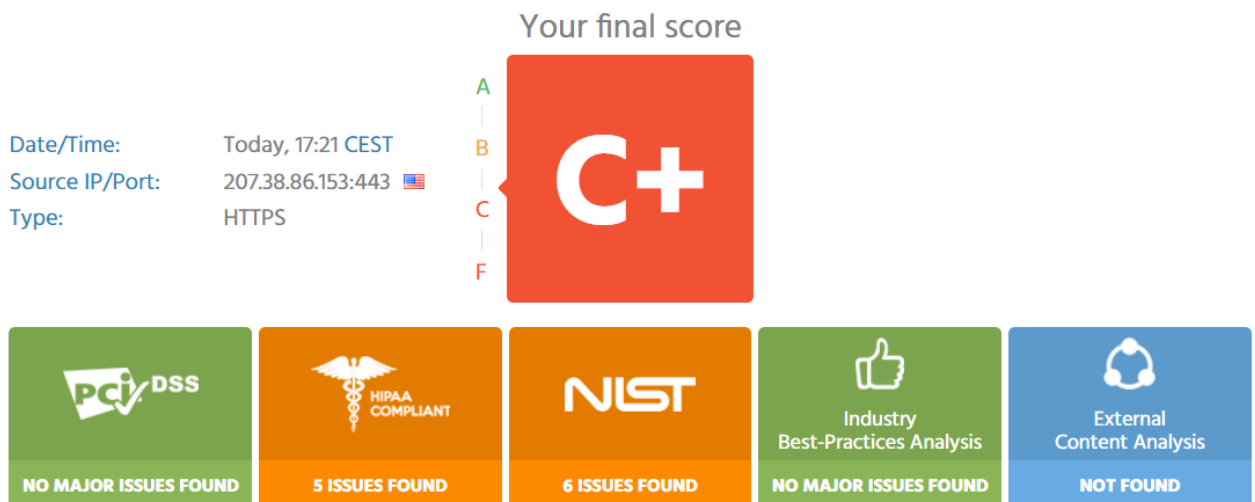 Your final score
A
B
C
F
C+
Date/Time: Today, 17:21 CEST
Source IP/Port: 207.38.86.153:443
Type: HTTPS
PCI DSS
HIPAA
COMPLIANT
NIST
Industry
Best-Practices Analysis
External
Content Analysis
NO MAJOR ISSUES FOUND
5 ISSUES FOUND
6 ISSUES FOUND
NO MAJOR ISSUES FOUND
NOT FOUND